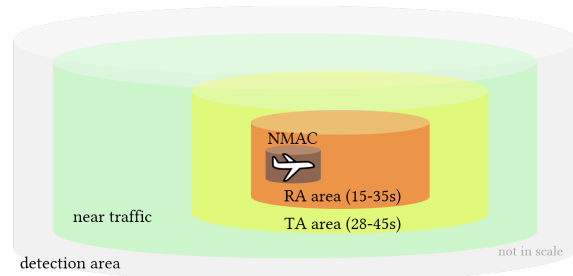 NMAC
RA area (15-35s)
near traffic
TA area (28-45s)
not in scale
detection area